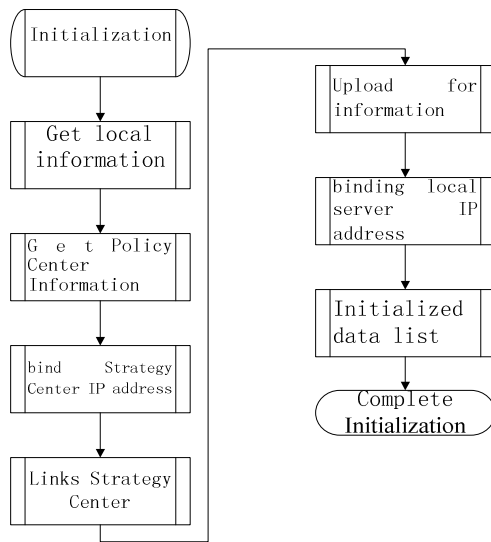 Initialization
Get local
information
Get Policy
Center
Information
bind Strategy
Center IP address
Links Strategy
Center
Upload for
information
binding local
server IP
address
Initialized
data list
Complete
Initialization